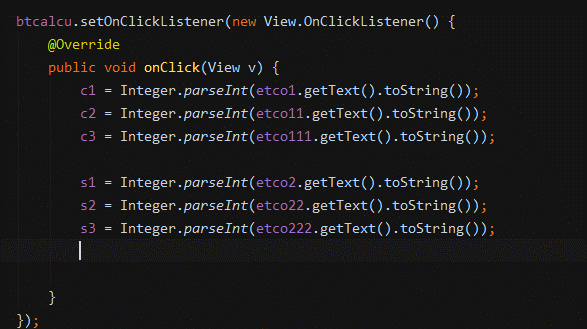 btcalcu.setOnClickListener(new View.OnClickListener() {
@Override
public void onClick(View v) {
c1 = Integer.parseInt(etco1.getText().toString());
c2 = Integer.parseInt(etco11.getText().toString());
c3 = Integer.parseInt(etco111.getText().toString());
s1 = Integer.parseInt(etco2.getText().toString());
s2 = Integer.parseInt(etco22.getText().toString());
s3 = Integer.parseInt(etco222.getText().toString());
}
});